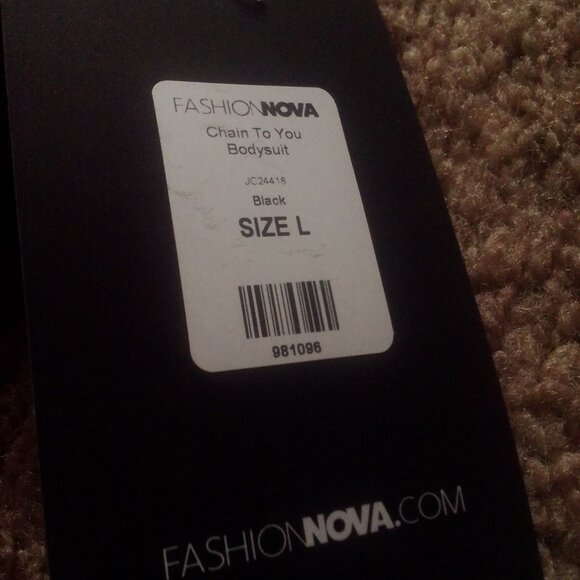 FASHIONNOVA
Chain To You
Bodysuit
JC24418
Black
SIZE L
981096
FASHIONNOVA.COM